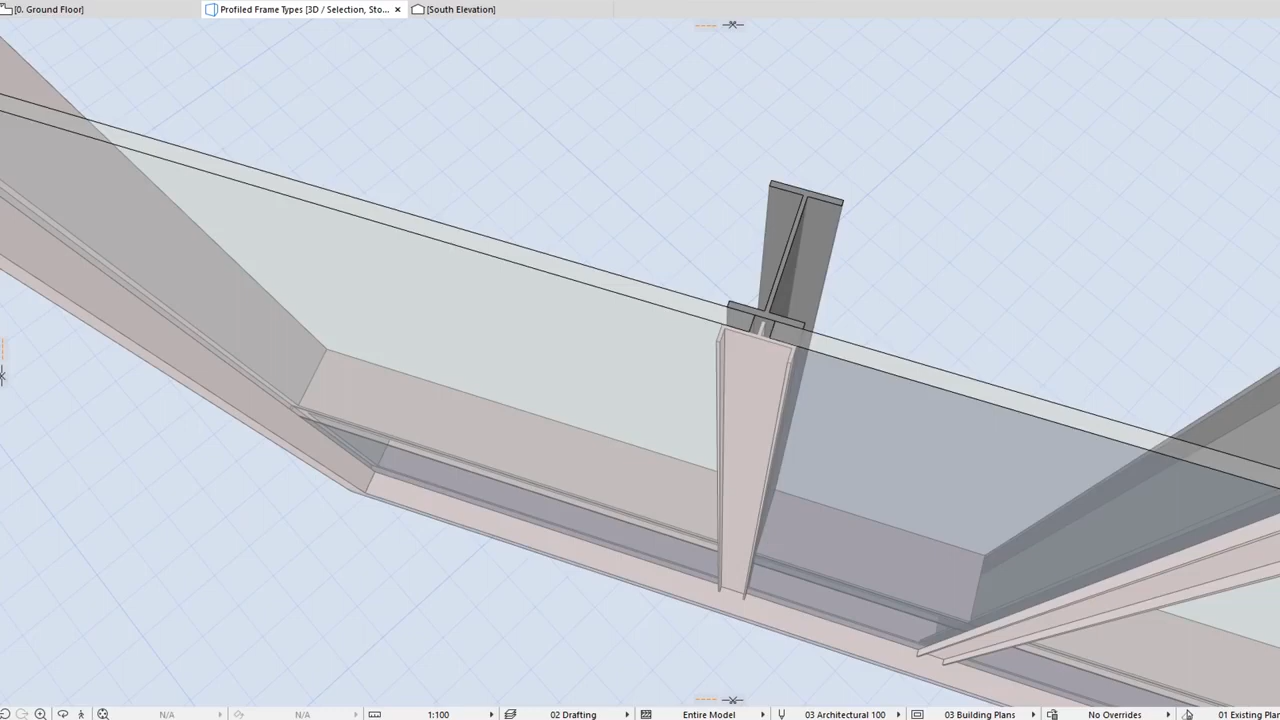 [0. Ground Floor]
Profiled Frame Types [3D / Selection, Sto...
[South Elevation]
N/A
N/A
1:100
02 Drafting
Entire Model
03 Architectural 100
03 Building Plans
No Overrides
01 Existing Plan